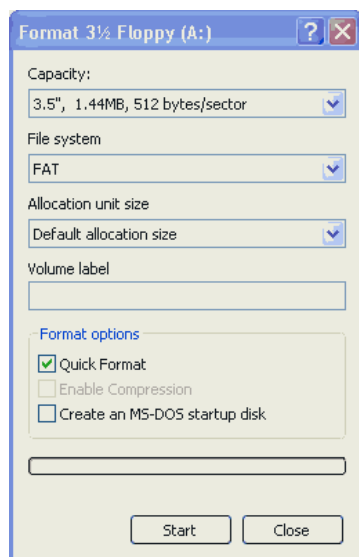 Format 3½ Floppy (A:)
Capacity:
3.5", 1.44MB, 512 bytes/sector
File system
FAT
Allocation unit size
Default allocation size
Volume label
Format options
Quick Format
Enable Compression
Create an MS-DOS startup disk
Start Close